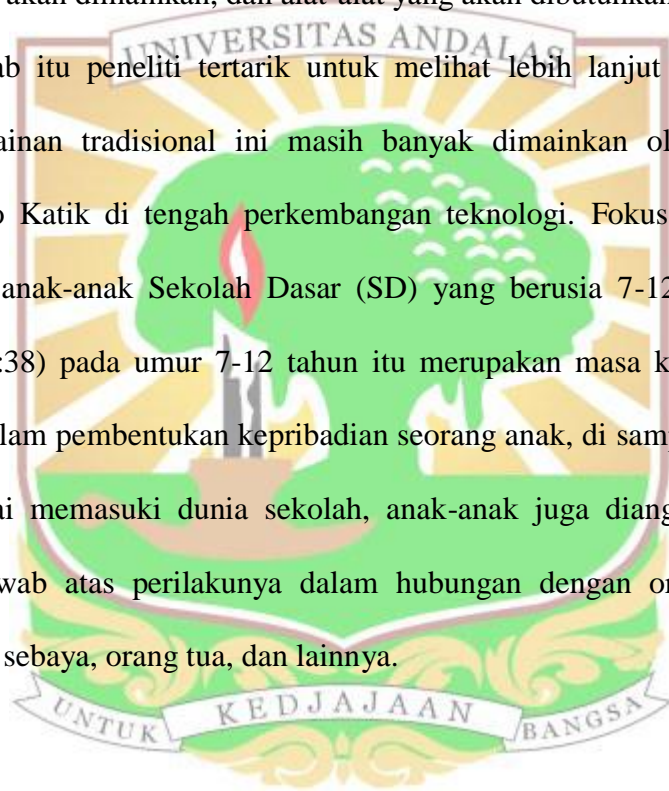 akan dimainkan, dan alat-alat yang akan dibutuhkan
UNIVERSITAS ANDALAS
ab itu peneliti tertarik untuk melihat lebih lanjut
ainan tradisional ini masih banyak dimainkan ol
o Katik di tengah perkembangan teknologi. Fokus
anak-anak Sekolah Dasar (SD) yang berusia 7-12
:38) pada umur 7-12 tahun itu merupakan masa k
lam pembentukan kepribadian seorang anak, di samp
ai memasuki dunia sekolah, anak-anak juga diang
wab atas perilakunya dalam hubungan dengan or
sebaya, orang tua, dan lainnya.
UNTUK KEDJAJAAN BANGSA